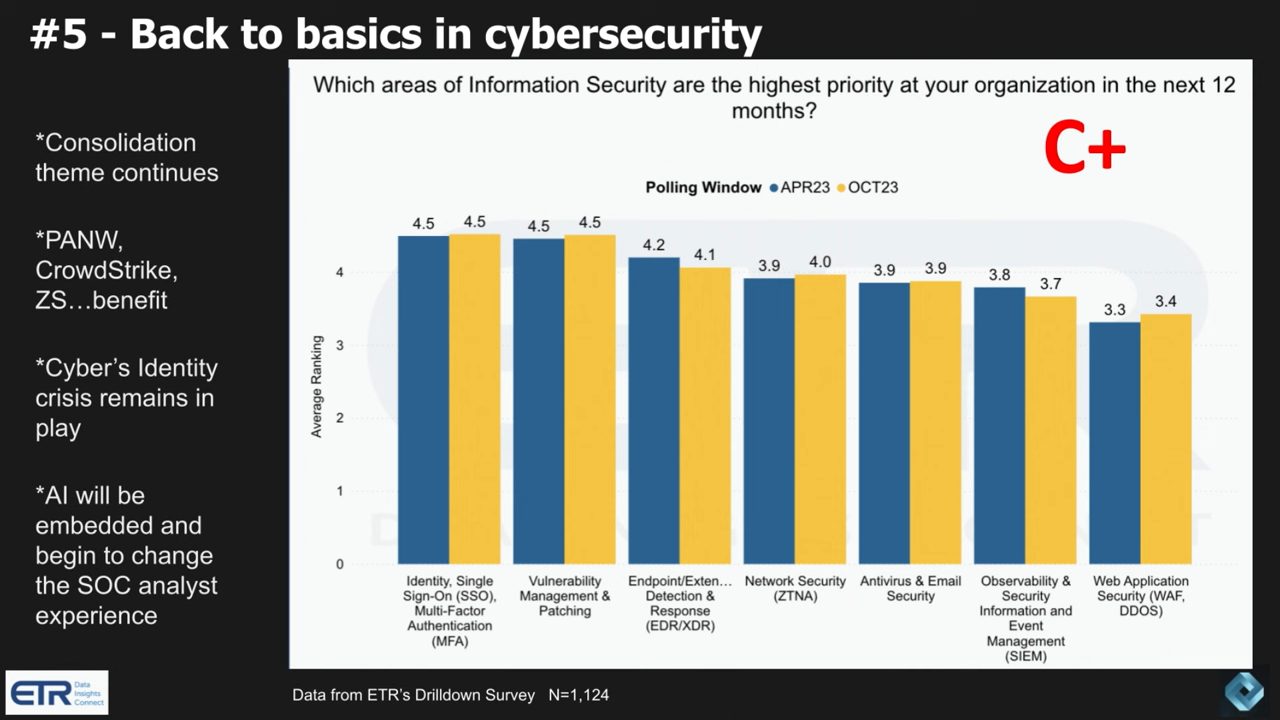 #5 - Back to basics in cybersecurity
*Consolidation
theme continues
*PANW,
CrowdStrike,
ZS…benefit
*Cyber's Identity
crisis remains in
play
*AI will be
embedded and
begin to change
the SOC analyst
experience
Which areas of Information Security are the highest priority at your organization in the next 12
months?
C+
Polling Window APR23 OCT23
4.5 4.5 4.5 4.5 4.2 4.1 3.9 4.0 3.9 3.9 3.8 3.7 3.3 3.4
Average Ranking
4
3
2
1
0
Identity, Single
Sign-On (SSO),
Multi-Factor
Authentication
(MFA)
Vulnerability
Management &
Patching
Endpoint/Exten…
Detection &
Response
(EDR/XDR)
Network Security
(ZTNA)
Antivirus & Email
Security
Observability &
Security
Information and
Event
Management
(SIEM)
Web Application
Security (WAF,
DDOS)
ETR
Data
Insights
Connect
Data from ETR's Drilldown Survey N=1,124